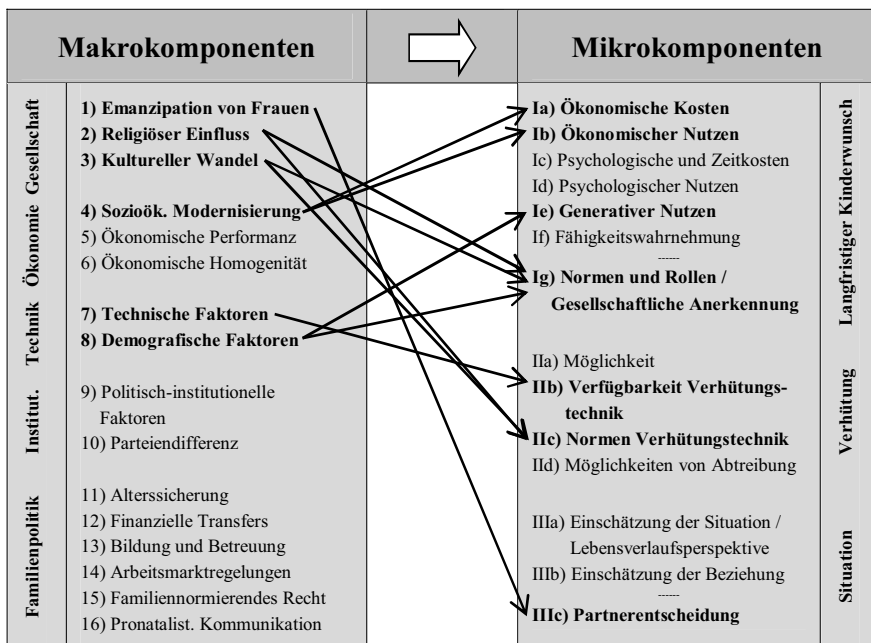 Makrokomponenten
Mikrokomponenten
Gesellschaft
1) Emanzipation von Frauen
2) Religiöser Einfluss
3) Kultureller Wandel
Ökonomie
4) Sozioök. Modernisierung
5) Ökonomische Performanz
6) Ökonomische Homogenität
Technik
7) Technische Faktoren
8) Demografische Faktoren
Institut.
9) Politisch-institutionelle
Faktoren
10) Parteiendifferenz
Familienpolitik
11) Alterssicherung
12) Finanzielle Transfers
13) Bildung und Betreuung
14) Arbeitsmarktregelungen
15) Familiennormierendes Recht
16) Pronatalist. Kommunikation
Ia) Ökonomische Kosten
Ib) Ökonomischer Nutzen
Ic) Psychologische und Zeitkosten
Id) Psychologischer Nutzen
Ie) Generativer Nutzen
If) Fähigkeitswahrnehmung
------
Ig) Normen und Rollen /
Gesellschaftliche Anerkennung
Langfristiger Kinderwunsch
IIa) Möglichkeit
IIb) Verfügbarkeit Verhütungs-
technik
IIc) Normen Verhütungstechnik
IId) Möglichkeiten von Abtreibung
Verhütung
IIIa) Einschätzung der Situation /
Lebensverlaufsperspektive
IIIb) Einschätzung der Beziehung
------
IIIc) Partnerentscheidung
Situation